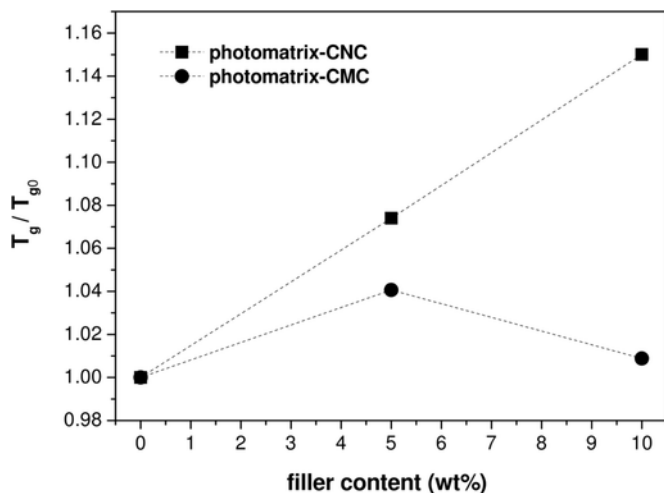 1.16
1.14
1.12
1.10
1.08
1.06
1.04
1.02
1.00
0.98
T_g / T_g0
photomatrix-CNC
photomatrix-CMC
0 1 2 3 4 5 6 7 8 9 10
filler content (wt%)